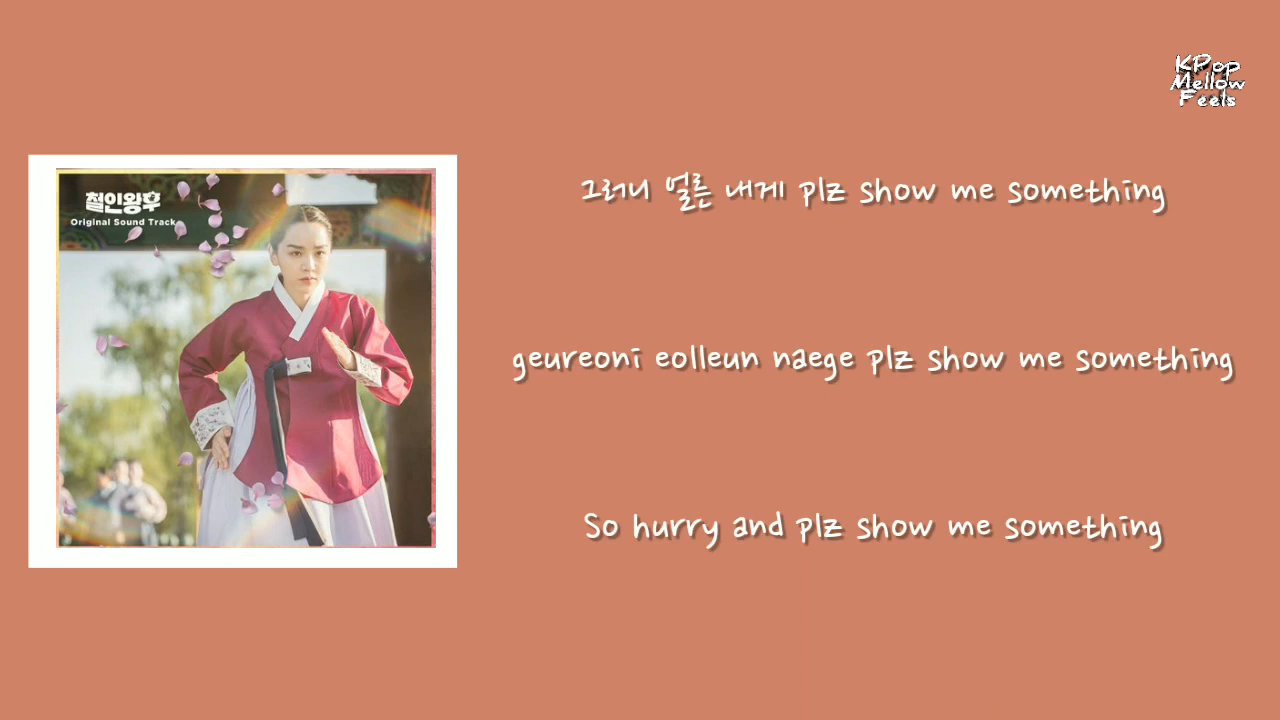 KPop
Mellow
Feels
철인왕후
Original Sound Track
그러니 얼른 내게 plz show me something
geureoni eolleun naege plz show me something
So hurry and plz show me something